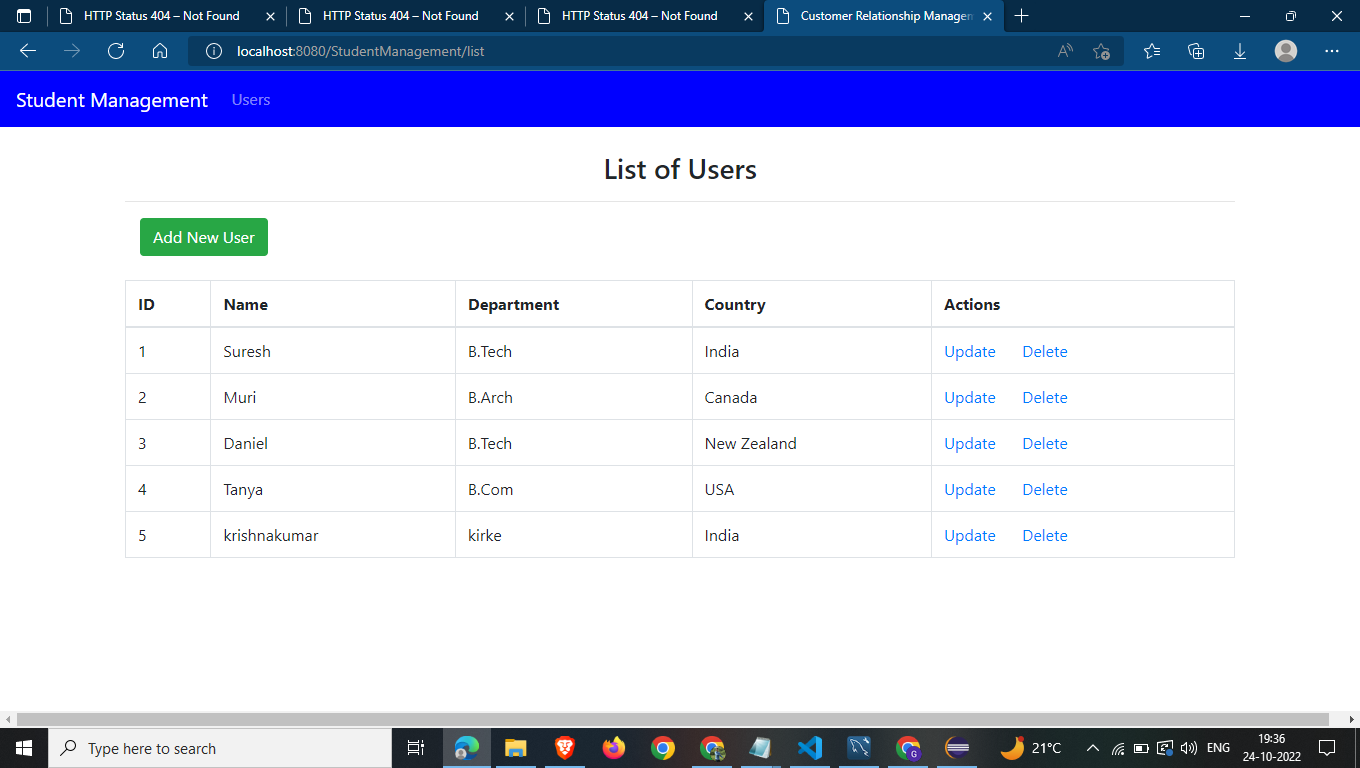 HTTP Status 404 – Not Found HTTP Status 404 – Not Found HTTP Status 404 – Not Found Customer Relationship Managem
localhost:8080/StudentManagement/list
Student Management Users
List of Users
Add New User
ID Name Department Country Actions
1 Suresh B.Tech India Update Delete
2 Muri B.Arch Canada Update Delete
3 Daniel B.Tech New Zealand Update Delete
4 Tanya B.Com USA Update Delete
5 krishnakumar kirke India Update Delete
Type here to search G 21°C ENG 19:36
24-10-2022